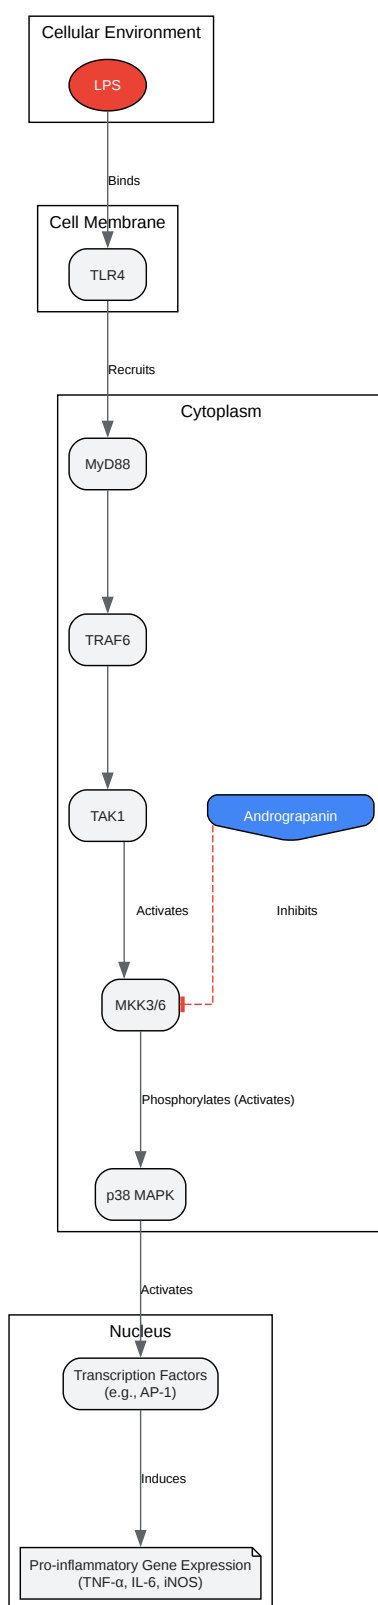 Cellular Environment
LPS
Binds
Cell Membrane
TLR4
Recruits
Cytoplasm
MyD88
TRAF6
TAK1
Andrograpanin
Activates
Inhibits
MKK3/6
Phosphorylates (Activates)
p38 MAPK
Activates
Nucleus
Transcription Factors
(e.g., AP-1)
Induces
Pro-inflammatory Gene Expression
(TNF-α, IL-6, iNOS)